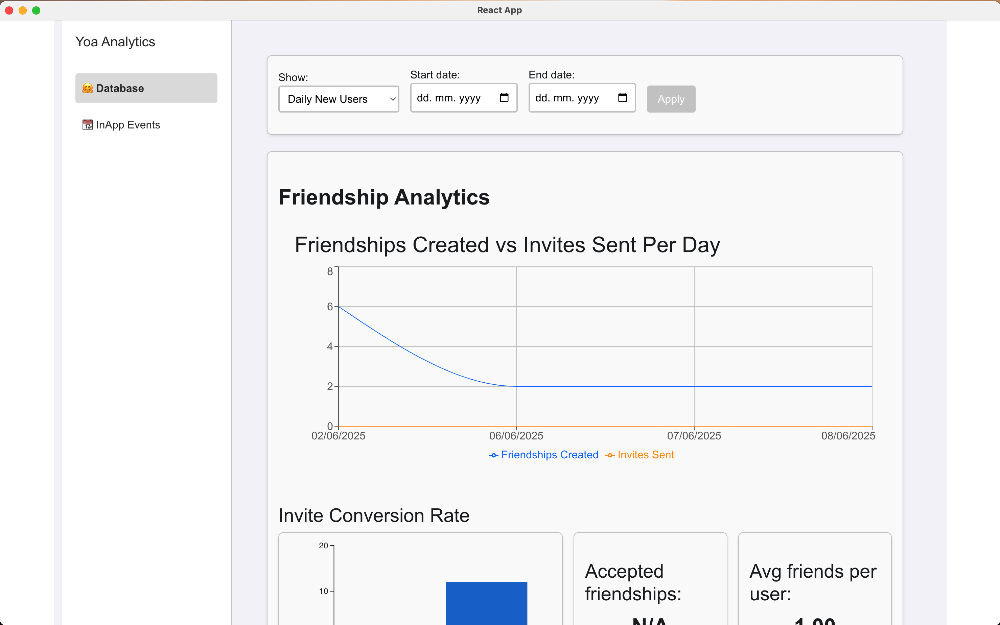 React App
Yoa Analytics
🤗 Database
📆 InApp Events
Show:
Daily New Users
Start date:
dd. mm. yyyy
End date:
dd. mm. yyyy
Apply
Friendship Analytics
Friendships Created vs Invites Sent Per Day
8
6
4
2
0
02/06/2025 06/06/2025 07/06/2025 08/06/2025
Friendships Created Invites Sent
Invite Conversion Rate
20
10
Accepted
friendships:
N/A
Avg friends per
user:
1.00